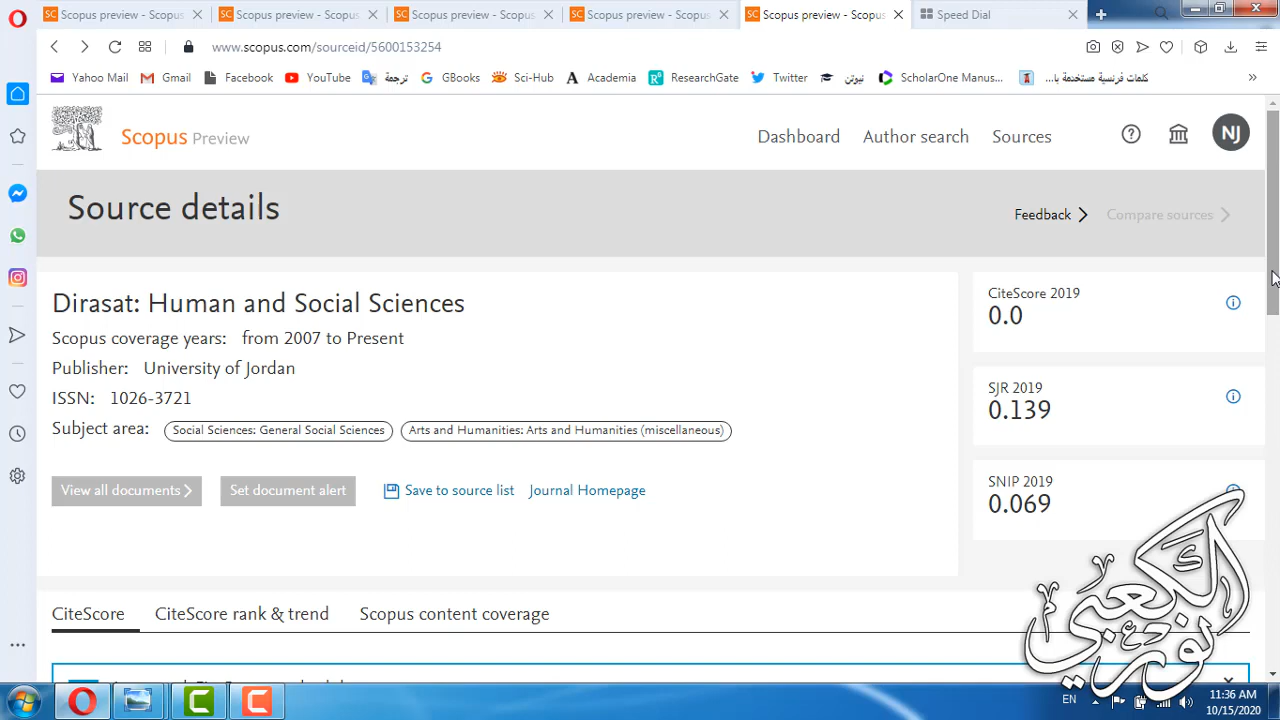 Scopus preview - Scopus
Scopus preview - Scopus
Scopus preview - Scopus
Scopus preview - Scopus
Scopus preview - Scopus
Speed Dial
www.scopus.com/sourceid/5600153254
Yahoo Mail
Gmail
Facebook
YouTube
ترجمة
GBooks
Sci-Hub
Academia
ResearchGate
Twitter
نيوتن
ScholarOne Manus...
كلمات فرنسية مستخدمة با...
Scopus Preview
Dashboard
Author search
Sources
NJ
Source details
Feedback
Compare sources
Dirasat: Human and Social Sciences
Scopus coverage years: from 2007 to Present
Publisher: University of Jordan
ISSN: 1026-3721
Subject area: Social Sciences: General Social Sciences Arts and Humanities: Arts and Humanities (miscellaneous)
View all documents
Set document alert
Save to source list
Journal Homepage
CiteScore 2019
0.0
SJR 2019
0.139
SNIP 2019
0.069
CiteScore
CiteScore rank & trend
Scopus content coverage
نوري الكعبي
EN
11:36 AM
10/15/2020